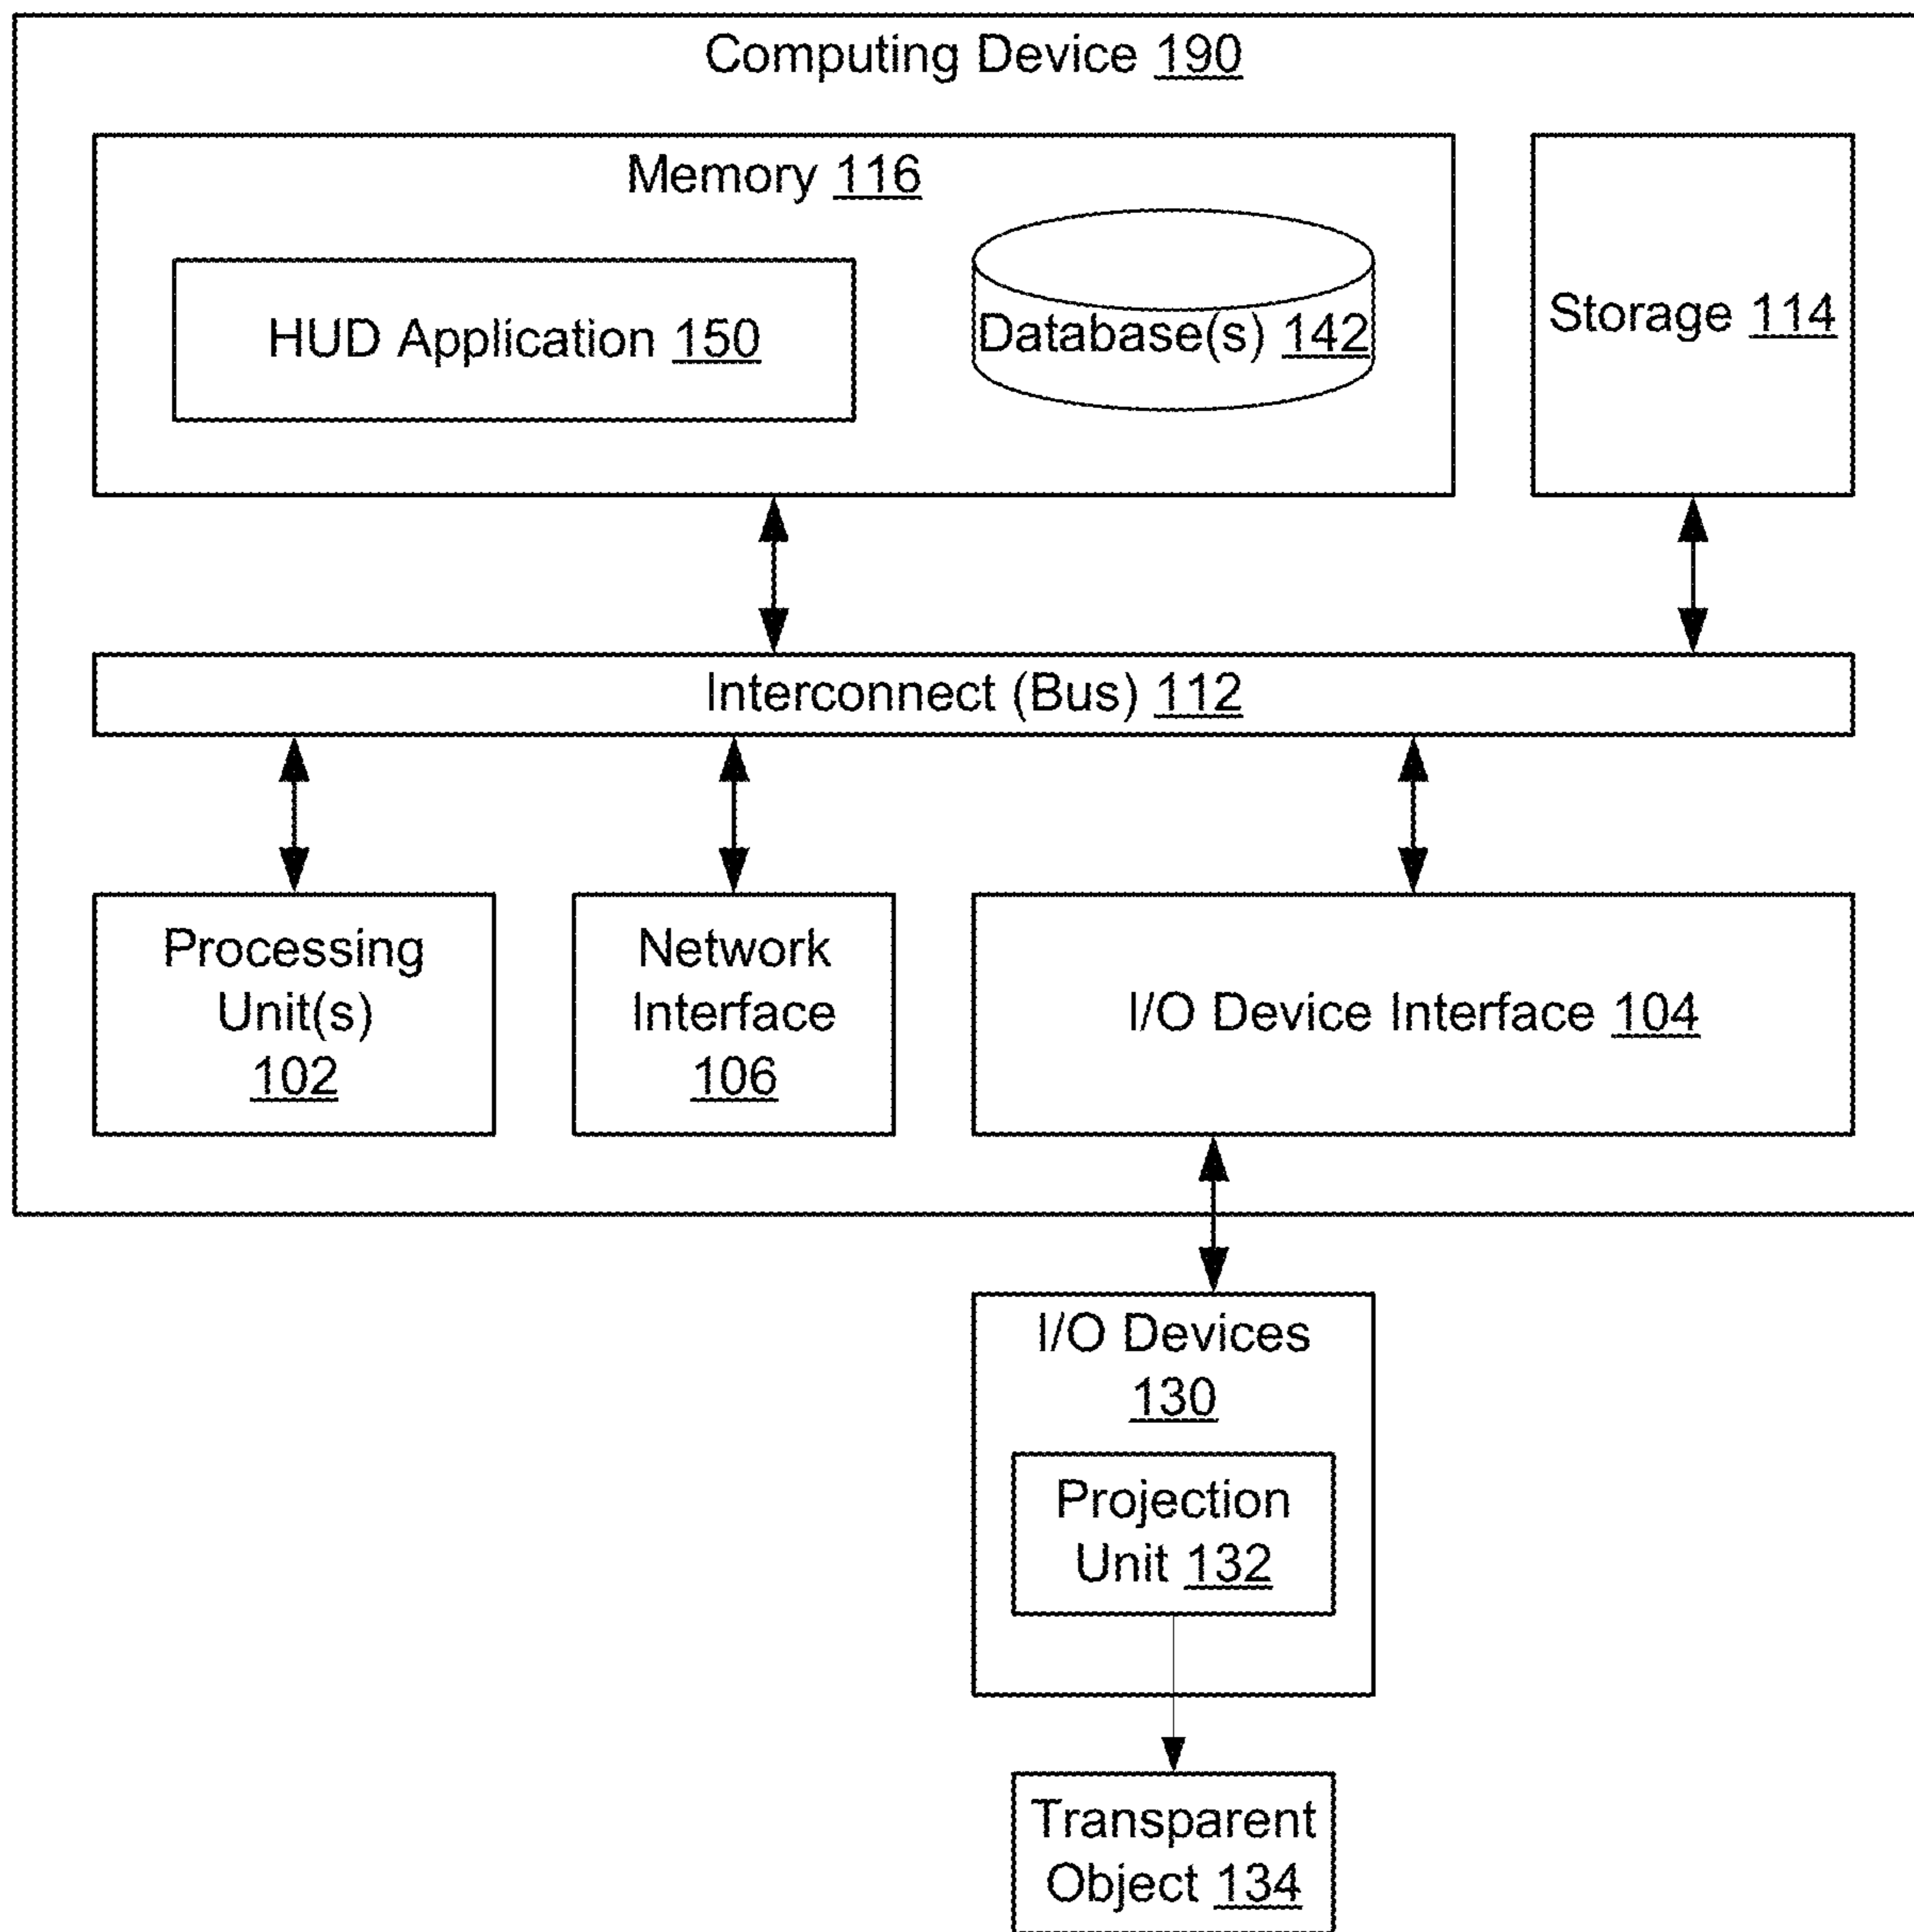 Computing Device 190
Memory 116
HUD Application 150
Database(s) 142
Storage 114
Interconnect (Bus) 112
Processing
Unit(s)
102
Network
Interface
106
I/O Device Interface 104
I/O Devices
130
Projection
Unit 132
Transparent
Object 134